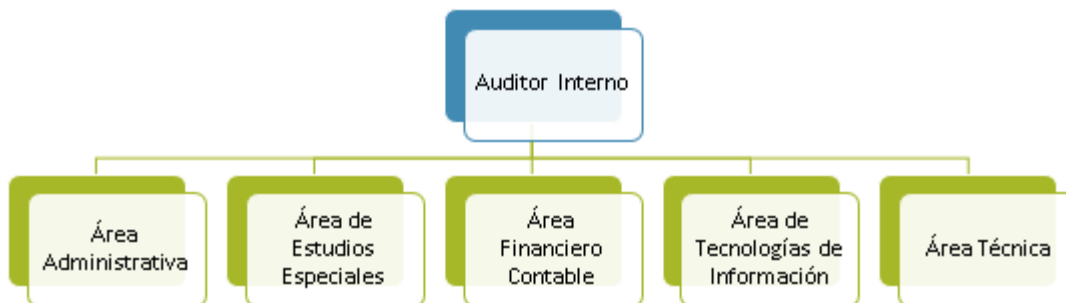 Auditor Interno
Área
Administrativa
Área de
Estudios
Especiales
Área
Financiero
Contable
Área de
Tecnologías de
Información
Área Técnica